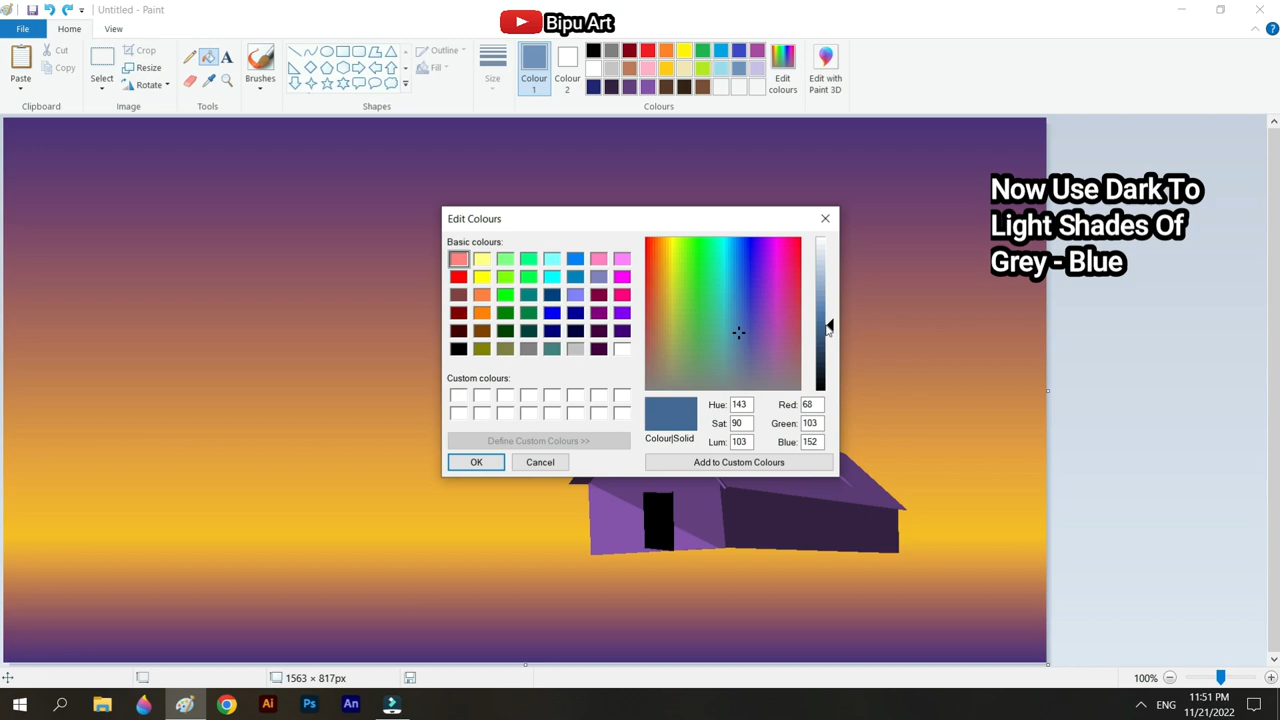 Untitled - Paint
Bipu Art
File
Home
View
Paste
Cut
Copy
Clipboard
Select
Crop
Resize
Rotate
Image
A
Tools
Brushes
Outline
Fill
Shapes
Size
Colour
1
Colour
2
Edit
colours
Colours
Edit with
Paint 3D
Now Use Dark To
Light Shades Of
Grey - Blue
Edit Colours
Basic colours:
Custom colours:
Define Custom Colours >>
OK
Cancel
Colour|Solid
Hue: 143
Sat: 90
Lum: 103
Red: 68
Green: 103
Blue: 152
Add to Custom Colours
1563 × 817px
100%
Ai
Ps
An
ENG
11:51 PM
11/21/2022